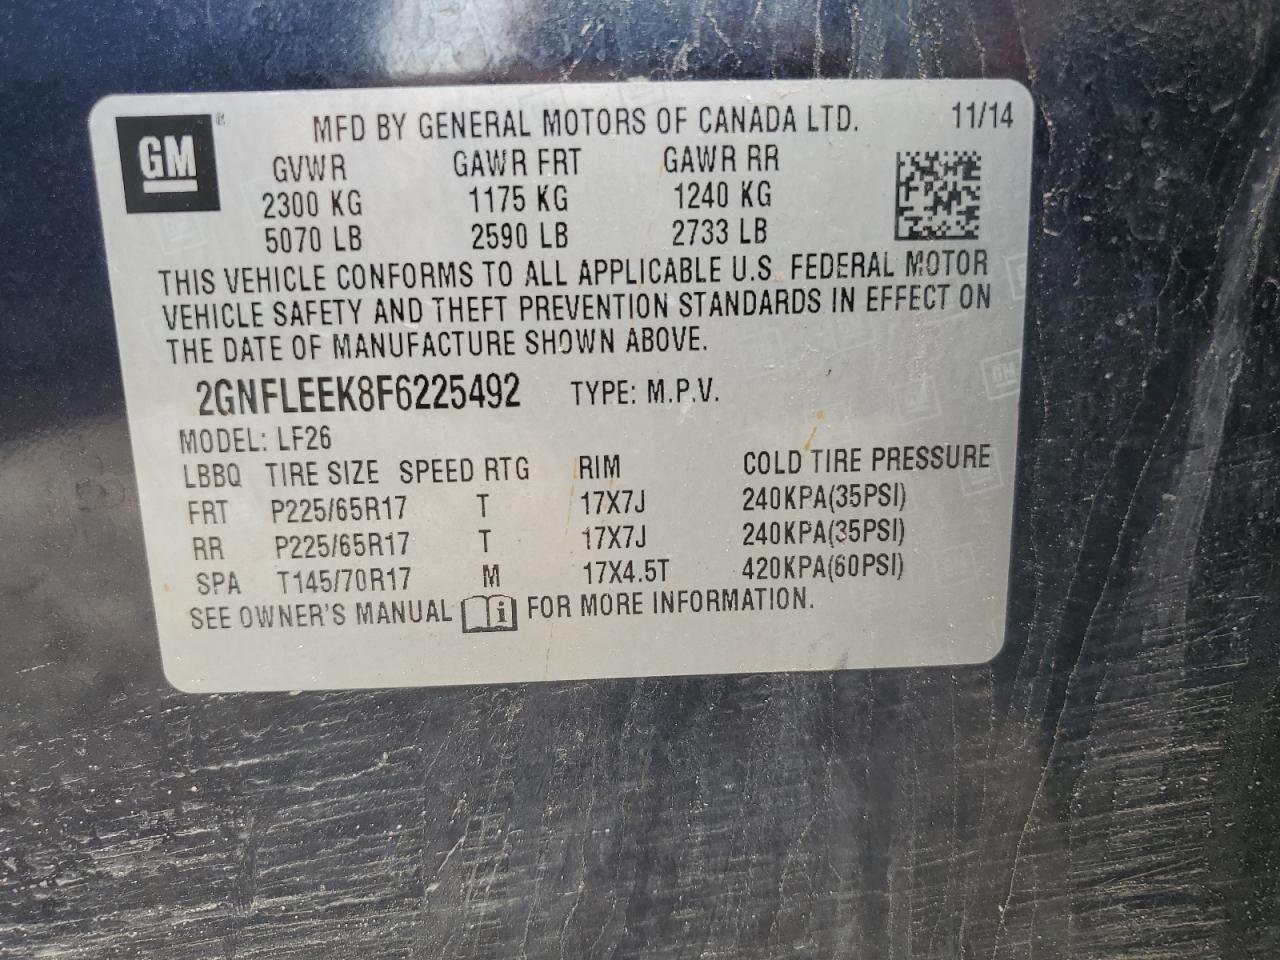 GM ® MFD BY GENERAL MOTORS OF CANADA LTD. 11/14
GVWR GAWR FRT GAWR RR
2300 KG 1175 KG 1240 KG
5070 LB 2590 LB 2733 LB
THIS VEHICLE CONFORMS TO ALL APPLICABLE U.S. FEDERAL MOTOR
VEHICLE SAFETY AND THEFT PREVENTION STANDARDS IN EFFECT ON
THE DATE OF MANUFACTURE SHOWN ABOVE.
2GNFLEEK8F6225492 TYPE: M.P.V.
MODEL: LF26
LBBQ TIRE SIZE SPEED RTG RIM COLD TIRE PRESSURE
FRT P225/65R17 T 17X7J 240KPA(35PSI)
RR P225/65R17 T 17X7J 240KPA(35PSI)
SPA T145/70R17 M 17X4.5T 420KPA(60PSI)
SEE OWNER'S MANUAL i FOR MORE INFORMATION.